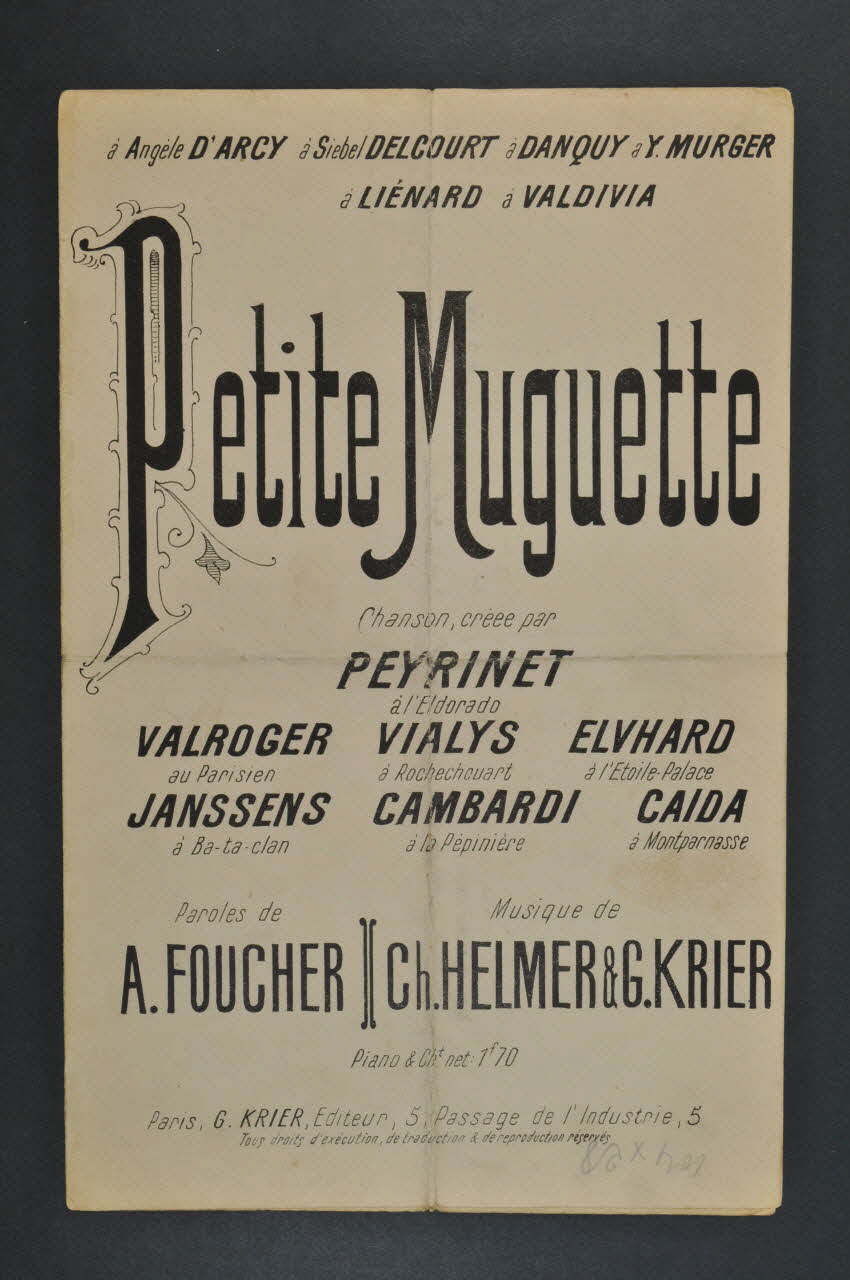 à Angèle D'ARCY à Siebel DELCOURT à DANQUY à Y. MURGER
à LIÉNARD à VALDIVIA
Petite Muguette
Chanson, créee par
PEYRINET
à l'Eldorado
VALROGER VIALYS ELVHARD
au Parisien à Rochechouart à l'Etoile-Palace
JANSSENS CAMBARDI CAIDA
à Ba-ta-clan à la Pépinière à Montparnasse
Paroles de Musique de
A. FOUCHER Ch. HELMER & G. KRIER
Piano & Cht net: 1f70
Paris, G. KRIER, Editeur, 5, Passage de l'Industrie, 5
Tous droits d'exécution, de traduction & de reproduction réservés